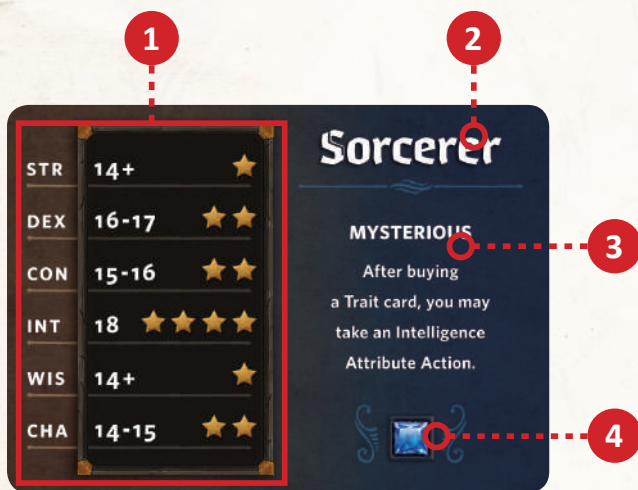 1
2
Sorcerer
STR 14+
DEX 16-17
CON 15-16
INT 18
WIS 14+
CHA 14-15
MYSTERIOUS
3
After buying
a Trait card, you may
take an Intelligence
Attribute Action.
4